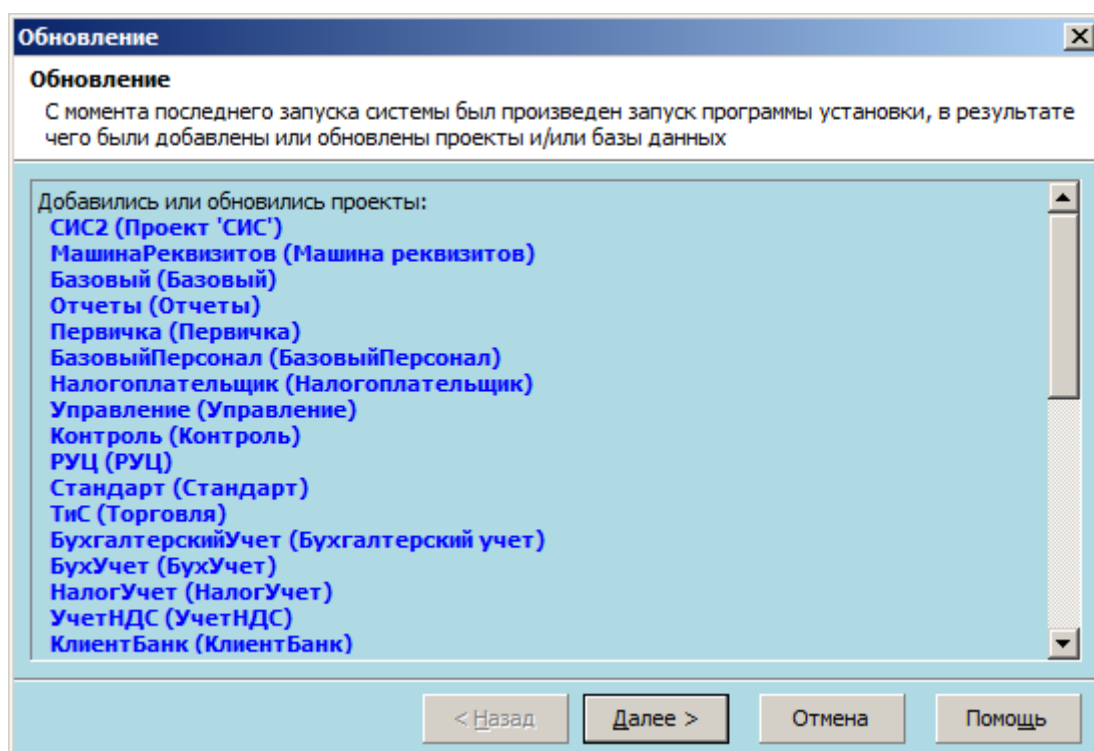 Обновление
Обновление
С момента последнего запуска системы был произведен запуск программы установки, в результате
чего были добавлены или обновлены проекты и/или базы данных
Добавились или обновились проекты:
СИС2 (Проект 'СИС')
МашинаРеквизитов (Машина реквизитов)
Базовый (Базовый)
Отчеты (Отчеты)
Первичка (Первичка)
БазовыйПерсонал (БазовыйПерсонал)
Налогоплательщик (Налогоплательщик)
Управление (Управление)
Контроль (Контроль)
РУЦ (РУЦ)
Стандарт (Стандарт)
ТиС (Торговля)
БухгалтерскийУчет (Бухгалтерский учет)
БухУчет (БухУчет)
НалогУчет (НалогУчет)
УчетНДС (УчетНДС)
КлиентБанк (КлиентБанк)
< Назад Далее > Отмена Помощь